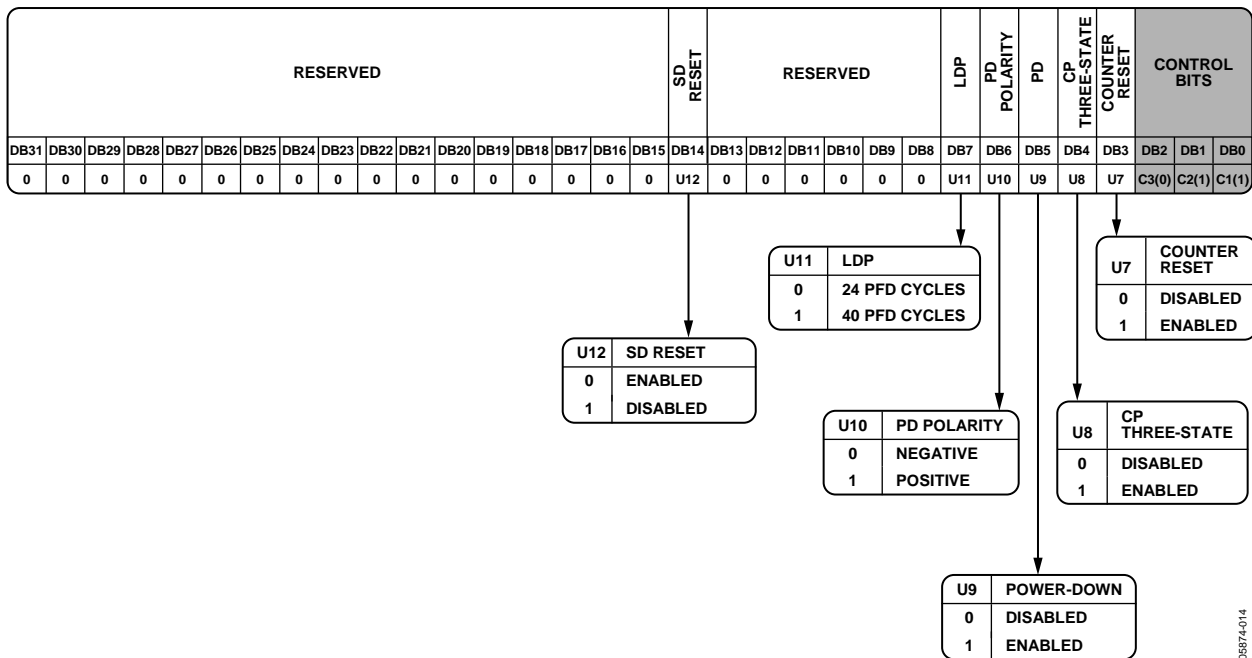 RESERVED SD RESET RESERVED LDP PD POLARITY PD CP THREE-STATE COUNTER RESET CONTROL BITS
DB31 DB30 DB29 DB28 DB27 DB26 DB25 DB24 DB23 DB22 DB21 DB20 DB19 DB18 DB17 DB16 DB15 DB14 DB13 DB12 DB11 DB10 DB9 DB8 DB7 DB6 DB5 DB4 DB3 DB2 DB1 DB0
0 0 0 0 0 0 0 0 0 0 0 0 0 0 0 0 0 U12 0 0 0 0 0 0 U11 U10 U9 U8 U7 C3(0) C2(1) C1(1)
U11 LDP
0 24 PFD CYCLES
1 40 PFD CYCLES
U7 COUNTER RESET
0 DISABLED
1 ENABLED
U12 SD RESET
0 ENABLED
1 DISABLED
U10 PD POLARITY
0 NEGATIVE
1 POSITIVE
U8 CP THREE-STATE
0 DISABLED
1 ENABLED
U9 POWER-DOWN
0 DISABLED
1 ENABLED
05874-014